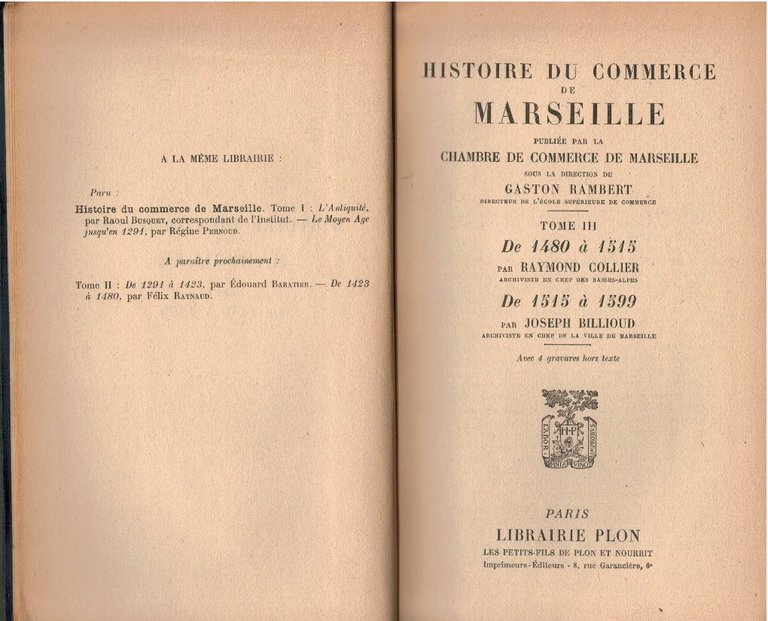 A LA MÊME LIBRAIRIE :
Paru :
Histoire du commerce de Marseille. Tome I : L'Antiquité,
par Raoul BUSQUET, correspondant de l'Institut. — Le Moyen Age
jusqu'en 1291, par Régine PERNOUD.
A paraître prochainement :
Tome II : De 1291 à 1423, par Édouard BARATIER. — De 1423
à 1480, par Félix RAYNAUD.
HISTOIRE DU COMMERCE
DE
MARSEILLE
PUBLIÉE PAR LA
CHAMBRE DE COMMERCE DE MARSEILLE
SOUS LA DIRECTION DE
GASTON RAMBERT
DIRECTEUR DE L'ÉCOLE SUPÉRIEURE DE COMMERCE
TOME III
De 1480 à 1515
PAR RAYMOND COLLIER
ARCHIVISTE EN CHEF DES BASSES-ALPES
De 1515 à 1599
PAR JOSEPH BILLIOUD
ARCHIVISTE EN CHEF DE LA VILLE DE MARSEILLE
Avec 4 gravures hors texte
LABOR
H·P
IMPROBUS
OMNIA VINCIT
PARIS
LIBRAIRIE PLON
LES PETITS-FILS DE PLON ET NOURRIT
Imprimeurs-Éditeurs - 8, rue Garancière, 6e